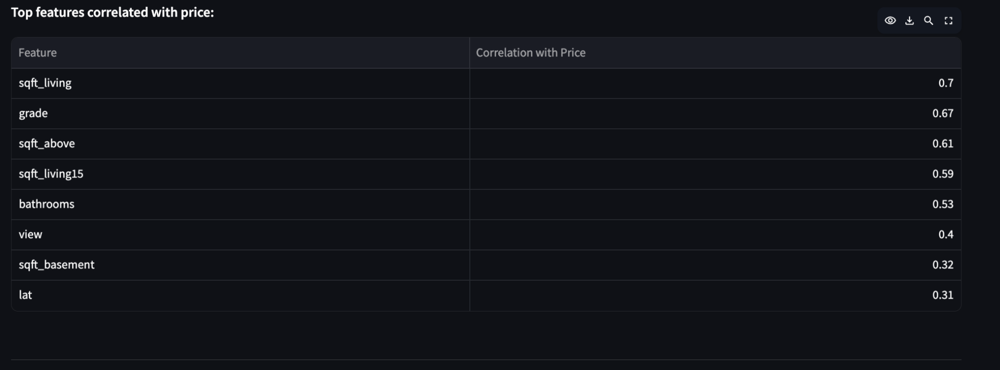 Top features correlated with price:
Feature Correlation with Price
sqft_living 0.7
grade 0.67
sqft_above 0.61
sqft_living15 0.59
bathrooms 0.53
view 0.4
sqft_basement 0.32
lat 0.31